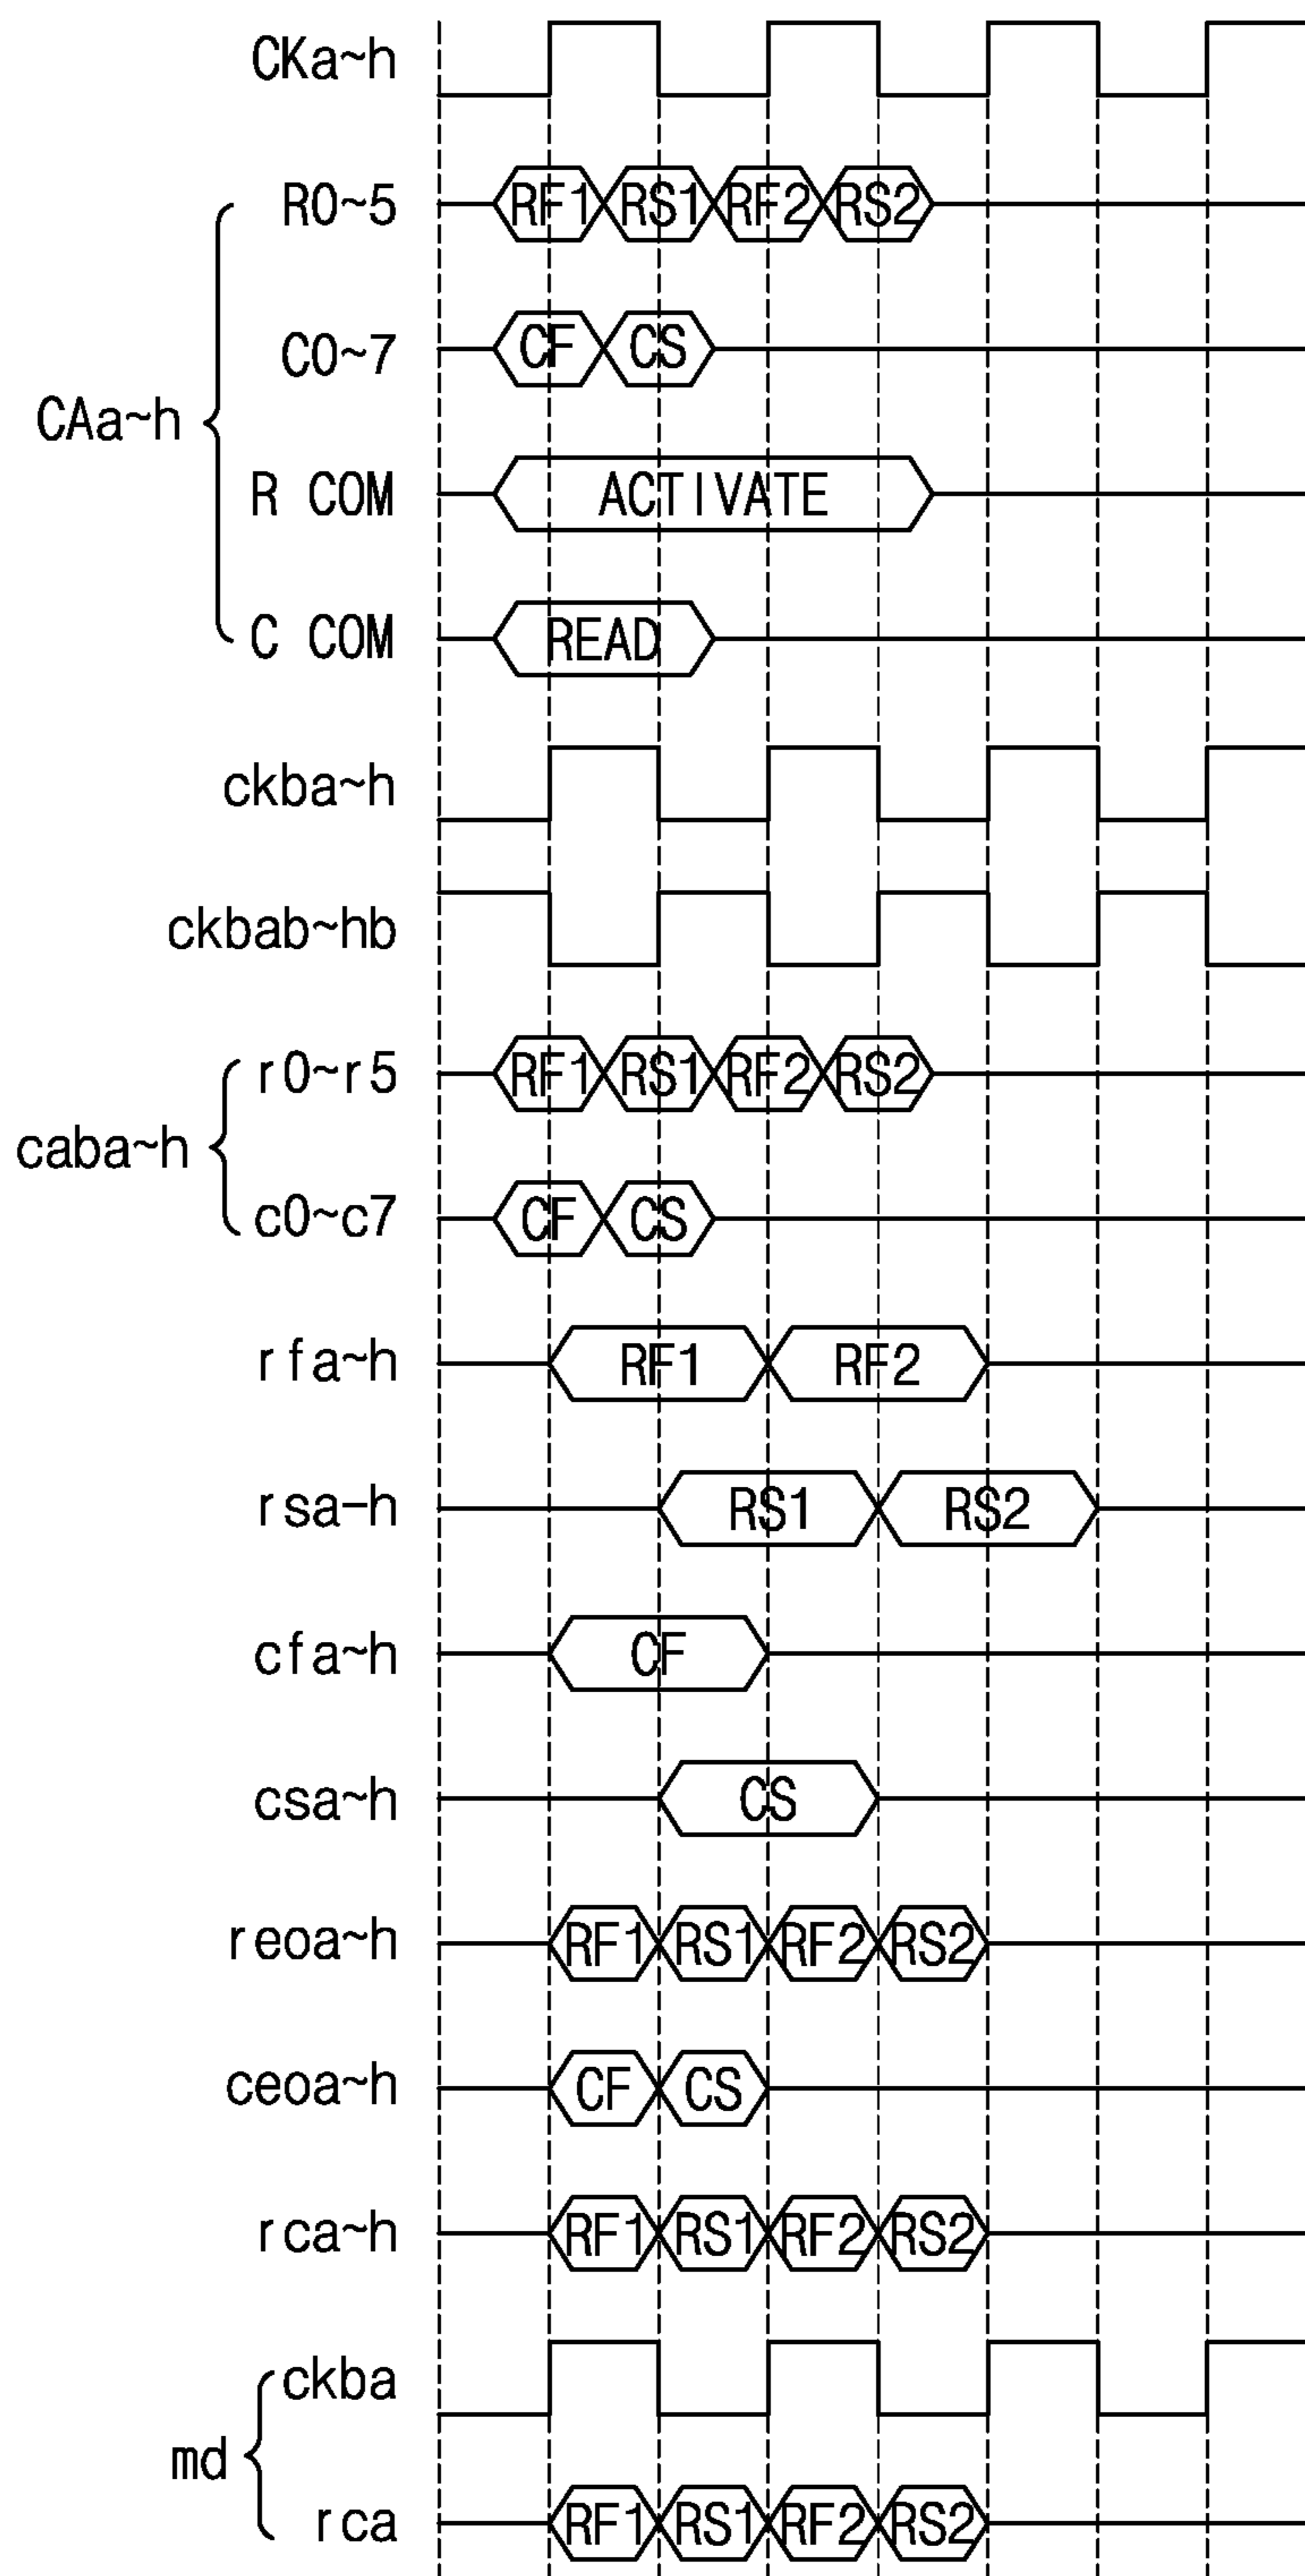 CKa~h
R0~5 RF1 RS1 RF2 RS2
C0~7 CF CS
CAa~h
R COM ACTIVATE
C COM READ
ckba~h
ckbab~hb
r0~r5 RF1 RS1 RF2 RS2
caba~h
c0~c7 CF CS
rfa~h RF1 RF2
rsa-h RS1 RS2
cfa~h CF
csa~h CS
reoa~h RF1 RS1 RF2 RS2
ceoa~h CF CS
rca~h RF1 RS1 RF2 RS2
ckba
md
rca RF1 RS1 RF2 RS2